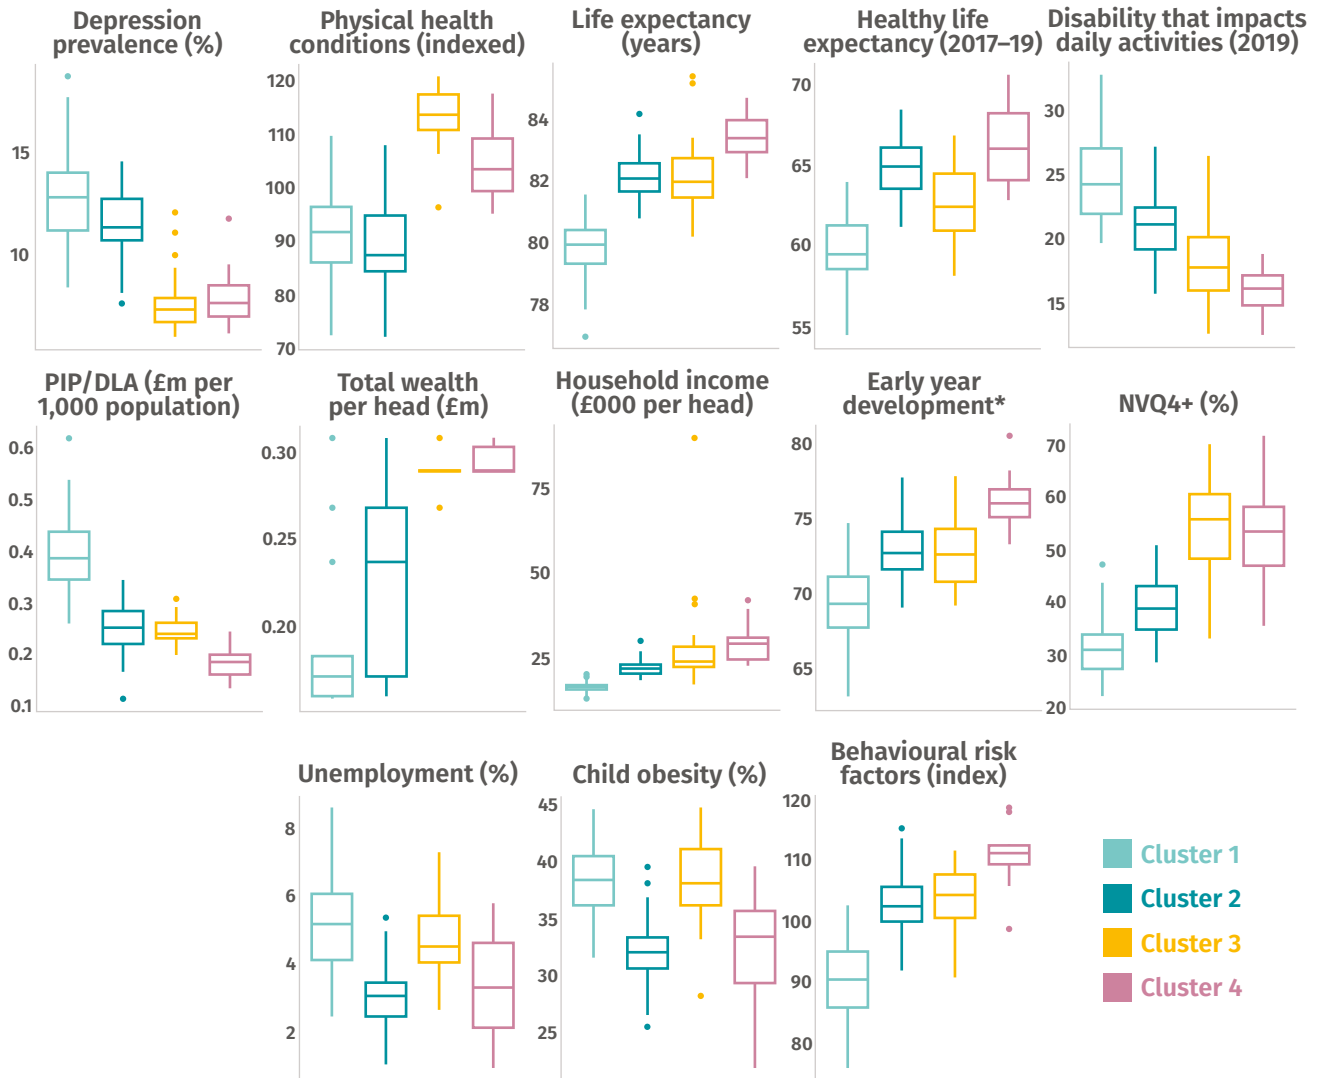 Depression
prevalence (%)
15
10
Physical health
conditions (indexed)
120
110
100
90
80
70
Life expectancy
(years)
84
82
80
78
Healthy life
expectancy (2017–19)
70
65
60
55
Disability that impacts
daily activities (2019)
30
25
20
15
PIP/DLA (£m per
1,000 population)
0.6
0.5
0.4
0.3
0.2
0.1
Total wealth
per head (£m)
0.30
0.25
0.20
Household income
(£000 per head)
75
50
25
Early year
development*
80
75
70
65
NVQ4+ (%)
70
60
50
40
30
20
Unemployment (%)
8
6
4
2
Child obesity (%)
45
40
35
30
25
Behavioural risk
factors (index)
120
110
100
90
80
Cluster 1
Cluster 2
Cluster 3
Cluster 4